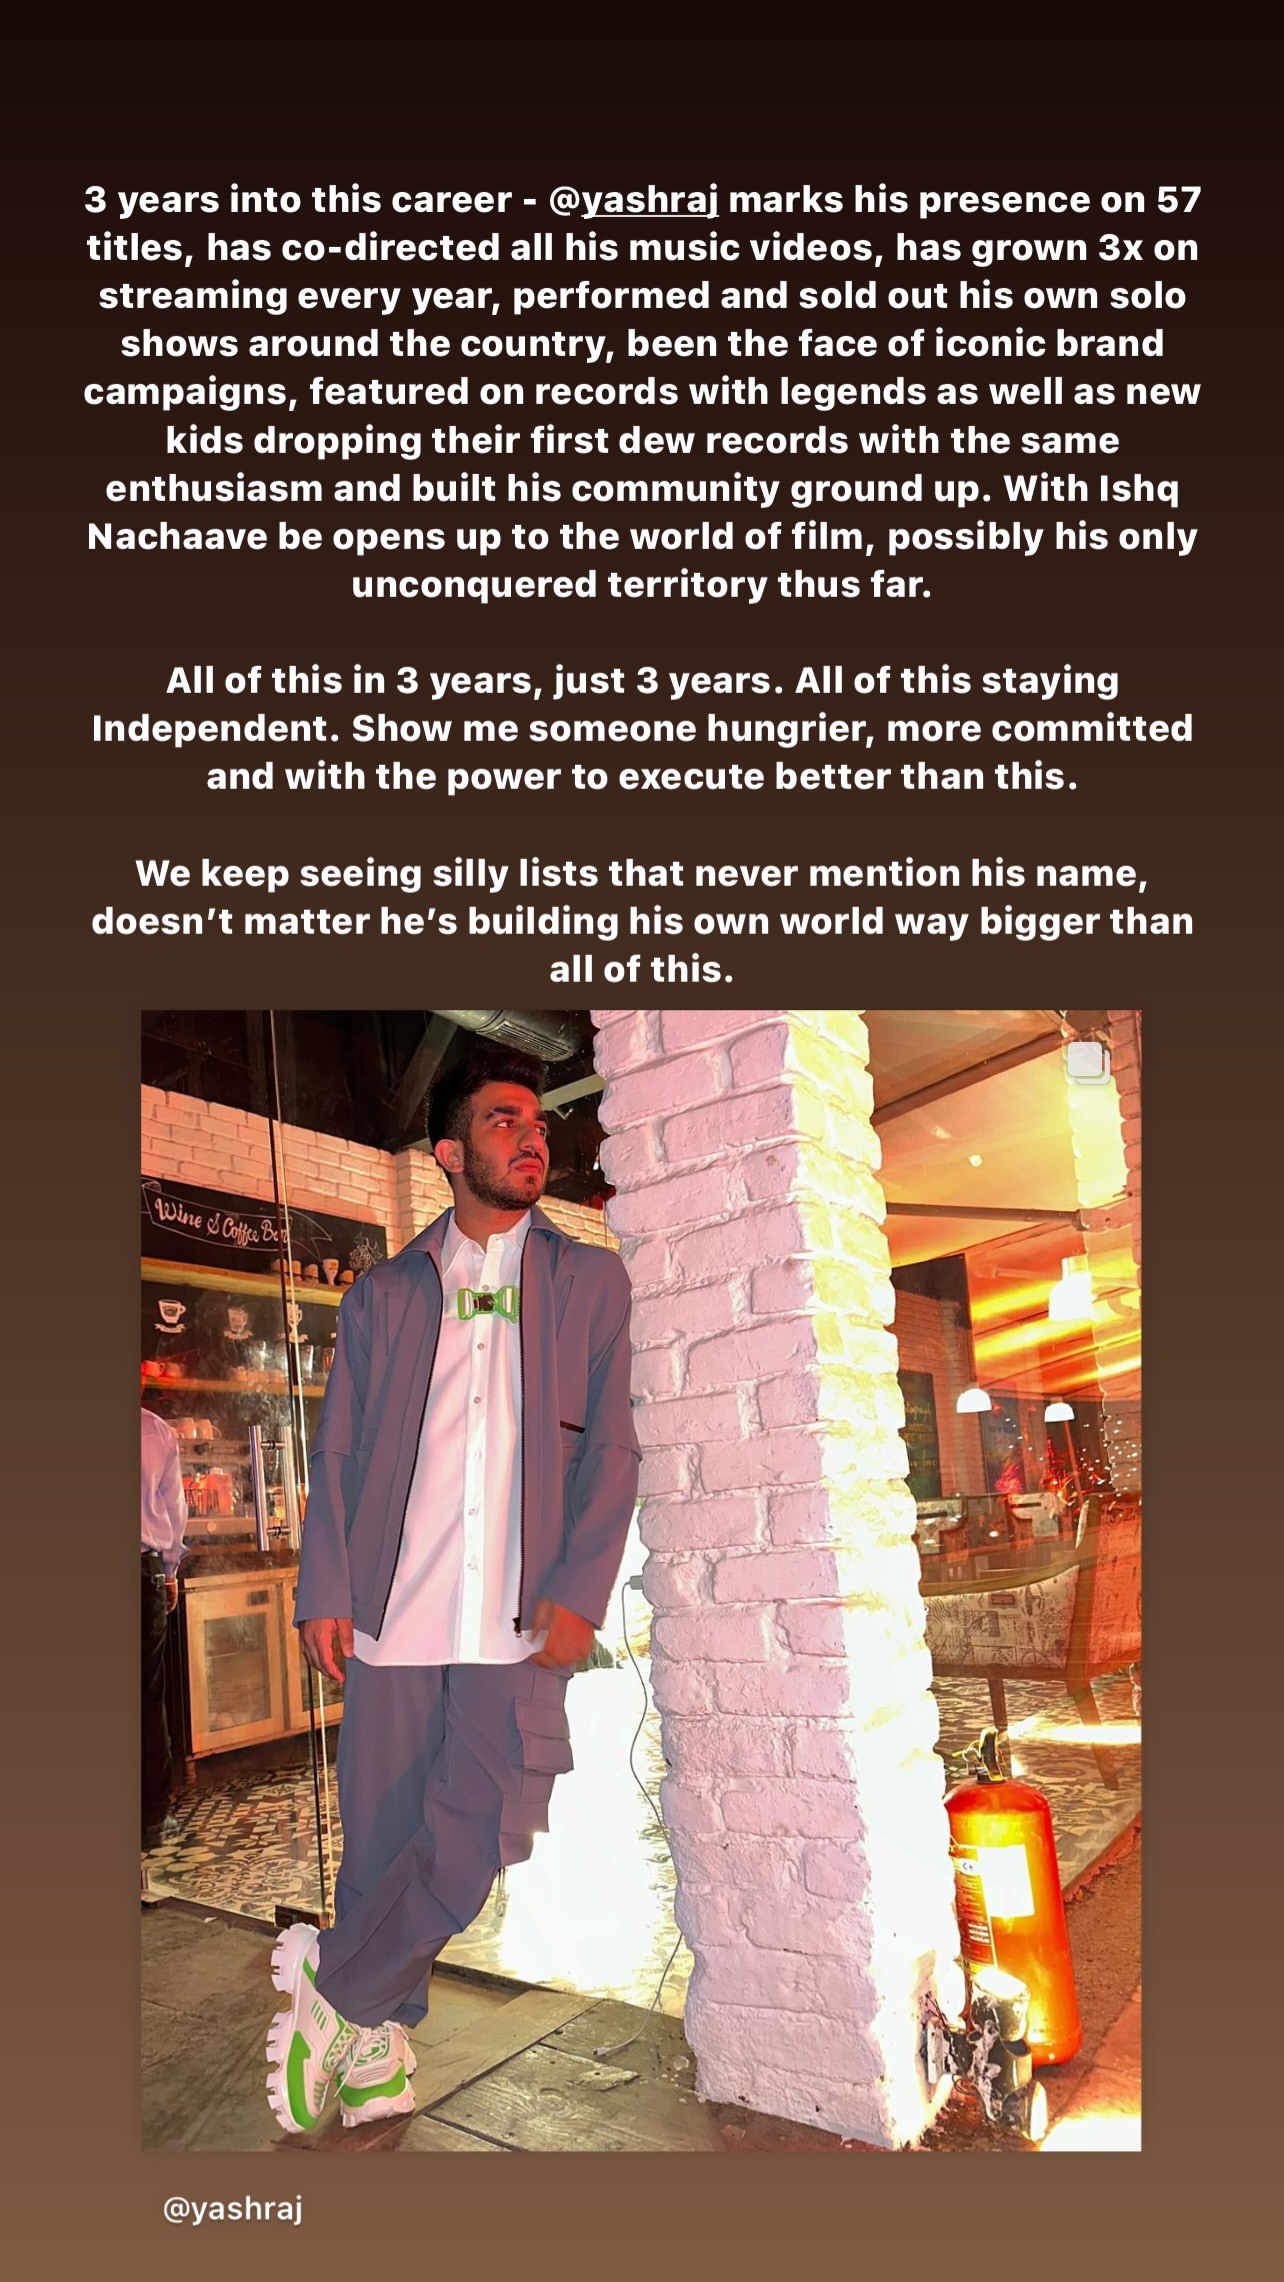 3 years into this career - @yashraj marks his presence on 57
titles, has co-directed all his music videos, has grown 3x on
streaming every year, performed and sold out his own solo
shows around the country, been the face of iconic brand
campaigns, featured on records with legends as well as new
kids dropping their first dew records with the same
enthusiasm and built his community ground up. With Ishq
Nachaave be opens up to the world of film, possibly his only
unconquered territory thus far.
All of this in 3 years, just 3 years. All of this staying
Independent. Show me someone hungrier, more committed
and with the power to execute better than this.
We keep seeing silly lists that never mention his name,
doesn’t matter he’s building his own world way bigger than
all of this.
Wine & Coffee Bar
@yashraj